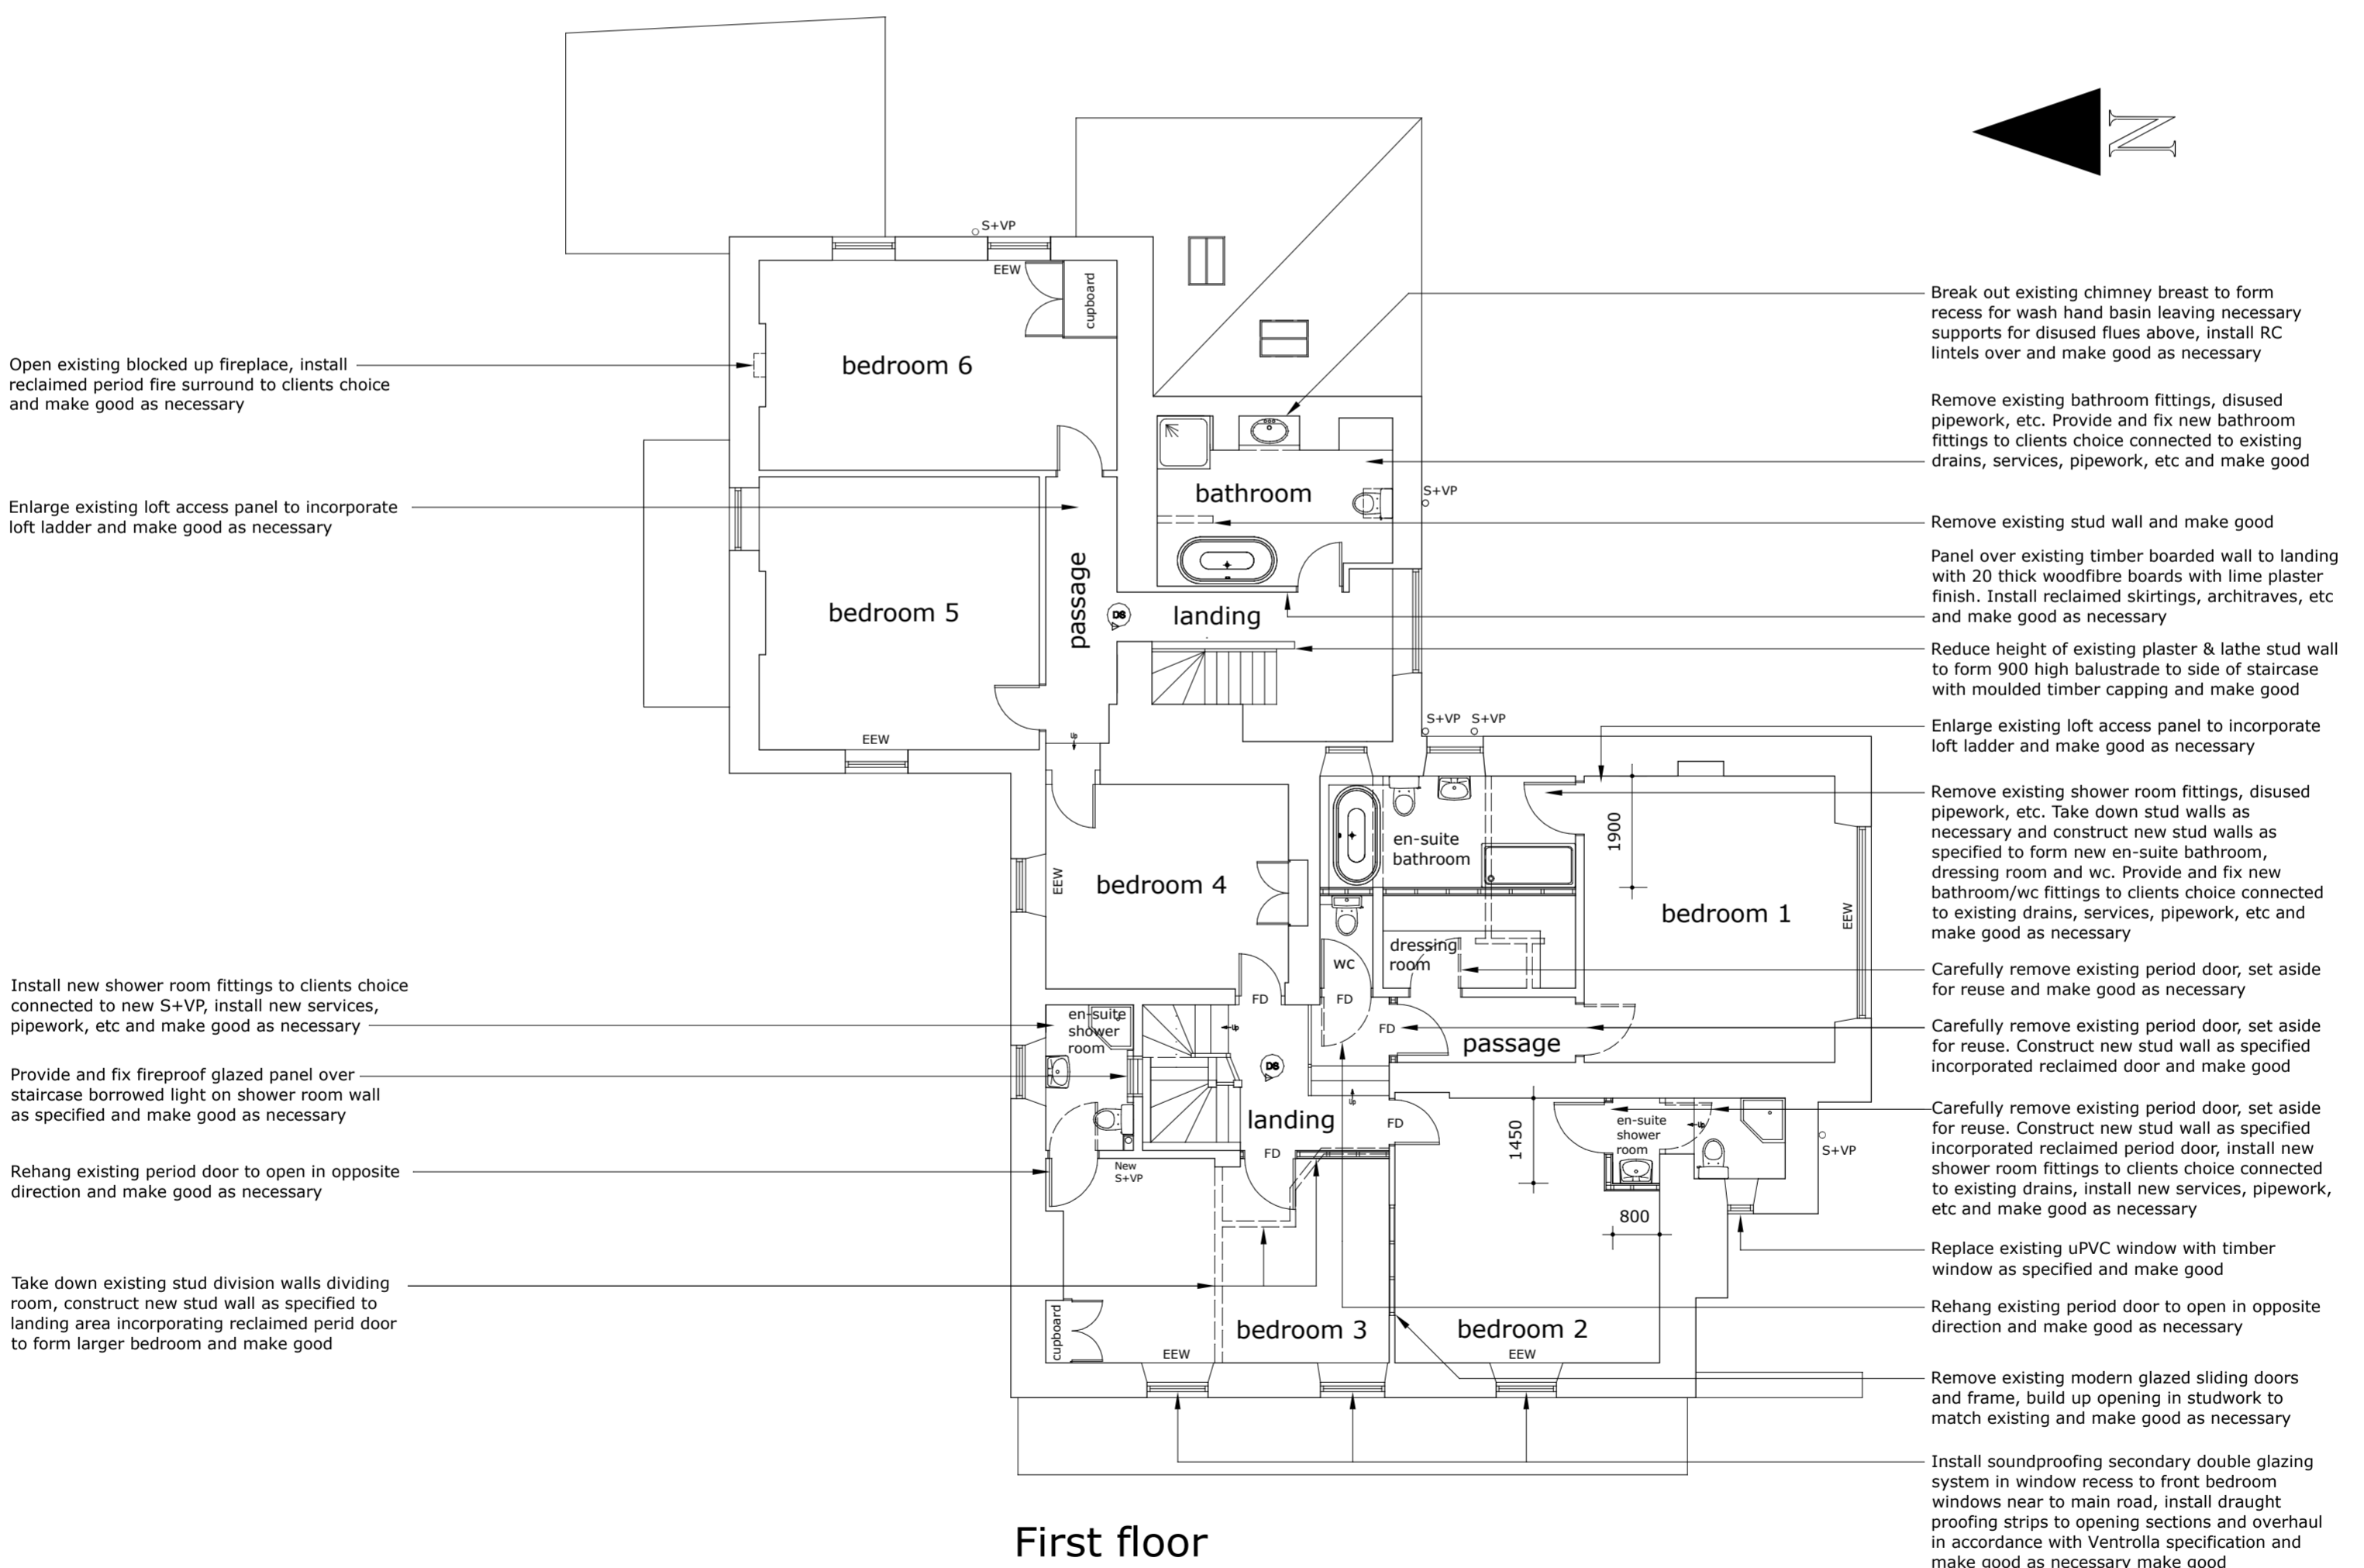 N
S+VP
EEW
cupboard
bedroom 6
Open existing blocked up fireplace, install
reclaimed period fire surround to clients choice
and make good as necessary
Enlarge existing loft access panel to incorporate
loft ladder and make good as necessary
bathroom
S+VP
passage
bedroom 5
DS
landing
EEW
Up
S+VP S+VP
bedroom 4
EEW
en-suite
bathroom
1900
bedroom 1
EEW
dressing
room
wc
FD
FD
FD
passage
Install new shower room fittings to clients choice
connected to new S+VP, install new services,
pipework, etc and make good as necessary
en-suite
shower
room
Up
DS
Up
landing
FD
FD
Provide and fix fireproof glazed panel over
staircase borrowed light on shower room wall
as specified and make good as necessary
Rehang existing period door to open in opposite
direction and make good as necessary
New
S+VP
1450
en-suite
shower
room
Up
S+VP
800
Take down existing stud division walls dividing
room, construct new stud wall as specified to
landing area incorporating reclaimed perid door
to form larger bedroom and make good
cupboard
bedroom 3
EEW
bedroom 2
EEW
Break out existing chimney breast to form
recess for wash hand basin leaving necessary
supports for disused flues above, install RC
lintels over and make good as necessary
Remove existing bathroom fittings, disused
pipework, etc. Provide and fix new bathroom
fittings to clients choice connected to existing
drains, services, pipework, etc and make good
Remove existing stud wall and make good
Panel over existing timber boarded wall to landing
with 20 thick woodfibre boards with lime plaster
finish. Install reclaimed skirtings, architraves, etc
and make good as necessary
Reduce height of existing plaster & lathe stud wall
to form 900 high balustrade to side of staircase
with moulded timber capping and make good
Enlarge existing loft access panel to incorporate
loft ladder and make good as necessary
Remove existing shower room fittings, disused
pipework, etc. Take down stud walls as
necessary and construct new stud walls as
specified to form new en-suite bathroom,
dressing room and wc. Provide and fix new
bathroom/wc fittings to clients choice connected
to existing drains, services, pipework, etc and
make good as necessary
Carefully remove existing period door, set aside
for reuse and make good as necessary
Carefully remove existing period door, set aside
for reuse. Construct new stud wall as specified
incorporated reclaimed door and make good
Carefully remove existing period door, set aside
for reuse. Construct new stud wall as specified
incorporated reclaimed period door, install new
shower room fittings to clients choice connected
to existing drains, install new services, pipework,
etc and make good as necessary
Replace existing uPVC window with timber
window as specified and make good
Rehang existing period door to open in opposite
direction and make good as necessary
Remove existing modern glazed sliding doors
and frame, build up opening in studwork to
match existing and make good as necessary
Install soundproofing secondary double glazing
system in window recess to front bedroom
windows near to main road, install draught
proofing strips to opening sections and overhaul
in accordance with Ventrolla specification and
make good as necessary make good
First floor